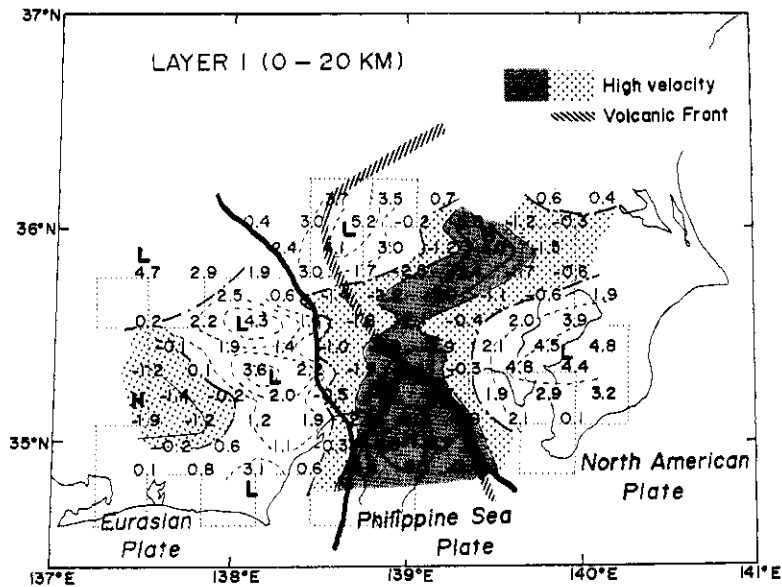 37°N
LAYER I (0 – 20 KM)
High velocity
Volcanic Front
3.7 3.5 0.7 0.6 0.4
36°N
0.4 3.0 5.2 -0.2 -1.2 -0.3
L
2.4 4.1 3.0 -1.2 -1.5
L
4.7 2.9 1.9 3.0 -1.7 -0.6
2.5 0.6 -1.1 -0.6 1.9
0.2 2.2 L 4.3 -0.4 2.0 3.9
-0.1 1.9 1.4 -1.0 2.1 4.5 L 4.8
-1.2 0.1 3.6 L 2.2 -0.3 4.8 4.4
H -1.4 -0.2 2.0 1.9 2.9 3.2
-1.9 -1.2 1.2 1.9 2.1 0.1
35°N
-0.2 0.6 -1.1 -0.3
0.1 0.8 3.1 0.6
L
North American
Plate
Eurasian
Plate
Philippine Sea
Plate
137°E 138°E 139°E 140°E 141°E